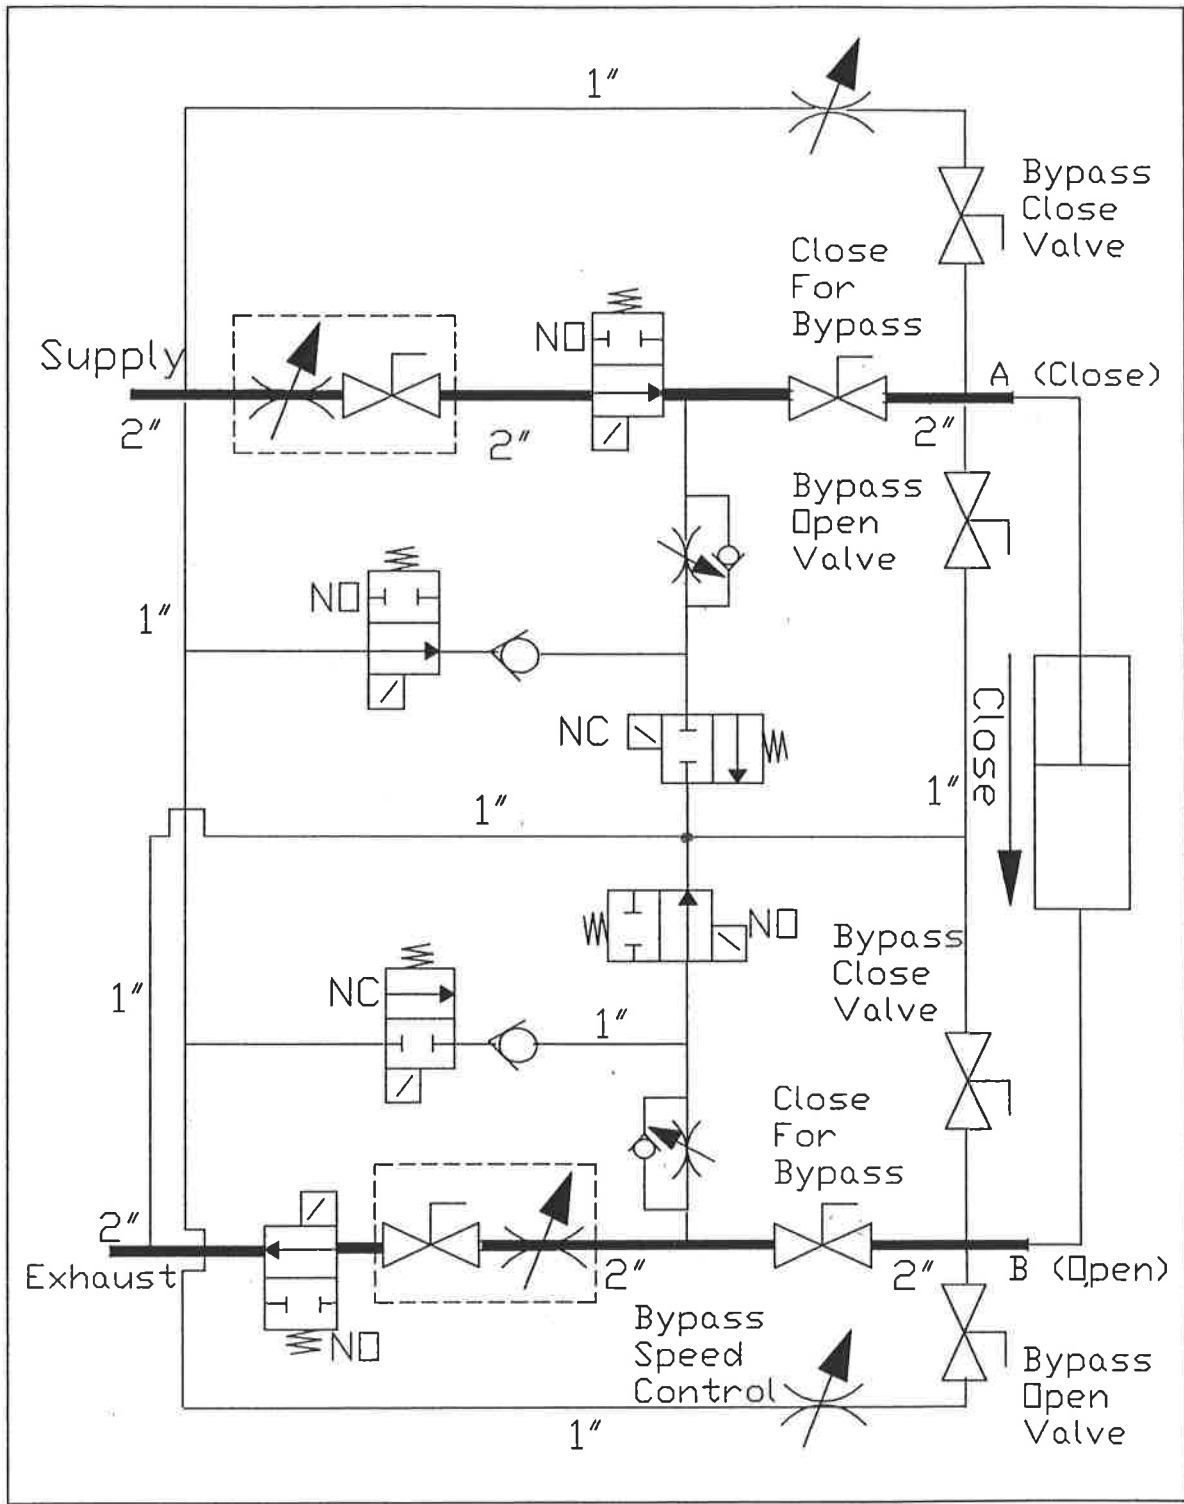 1"
Bypass
Close
Valve
Close
For
Bypass
NO
Supply
A (Close)
2"
2"
2"
Bypass
Open
Valve
NO
1"
NC
Close
1"
1"
NO
Bypass
Close
Valve
NC
1"
1"
Close
For
Bypass
2"
Exhaust
2"
2"
B (Open)
NO
Bypass
Speed
Control
Bypass
Open
Valve
1"